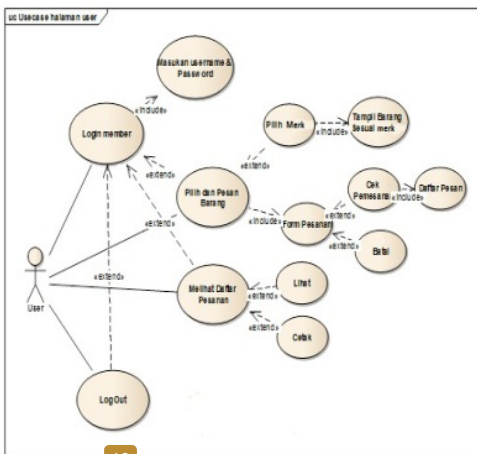 uc Usecase halaman user
Masukan username &
Password
«include»
Login member
Pilih Merk
«include»
Tampil Barang
Sesuai merk
«extend»
«extend»
Pilih dan Pesan
Barang
Cek
Pemesanan
«include»
Daftar Pesan
«extend»
«include»
Form Pesanan
«extend»
«extend»
Batal
«extend»
User
Melihat Daftar
Pesanan
Lihat
«extend»
«extend»
Cetak
LogOut